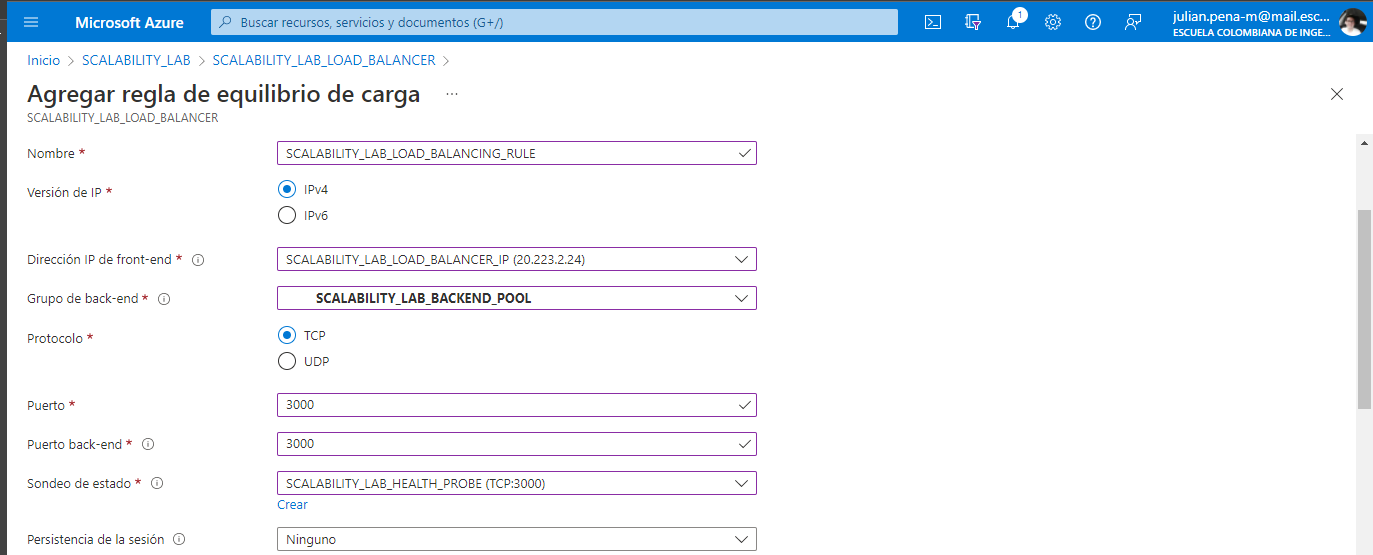 Microsoft Azure
Buscar recursos, servicios y documentos (G+/)
1
julian.pena-m@mail.esc...
ESCUELA COLOMBIANA DE INGE...
Inicio > SCALABILITY_LAB > SCALABILITY_LAB_LOAD_BALANCER >
Agregar regla de equilibrio de carga ...
SCALABILITY_LAB_LOAD_BALANCER
Nombre * SCALABILITY_LAB_LOAD_BALANCING_RULE
Versión de IP * IPv4
IPv6
Dirección IP de front-end * SCALABILITY_LAB_LOAD_BALANCER_IP (20.223.2.24)
Grupo de back-end * SCALABILITY_LAB_BACKEND_POOL
Protocolo * TCP
UDP
Puerto * 3000
Puerto back-end * 3000
Sondeo de estado * SCALABILITY_LAB_HEALTH_PROBE (TCP:3000)
Crear
Persistencia de la sesión Ninguno